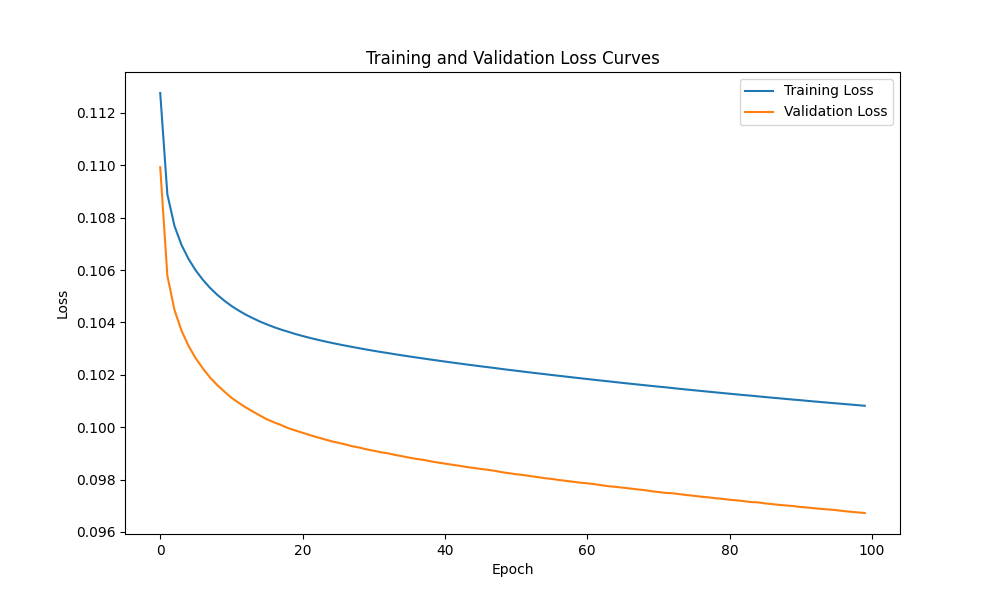 Training and Validation Loss Curves
Training Loss
Validation Loss
0.112
0.110
0.108
0.106
0.104
0.102
0.100
0.098
0.096
Loss
0 20 40 60 80 100
Epoch